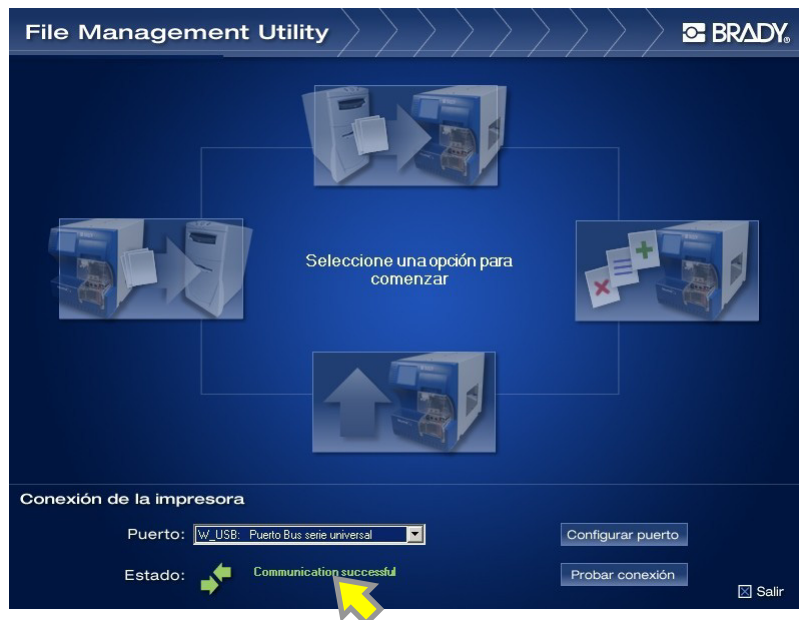 File Management Utility
BRADY®
Seleccione una opción para
comenzar
Conexión de la impresora
Puerto: W_USB: Puerto Bus serie universal
Configurar puerto
Estado: Communication successful
Probar conexión
Salir